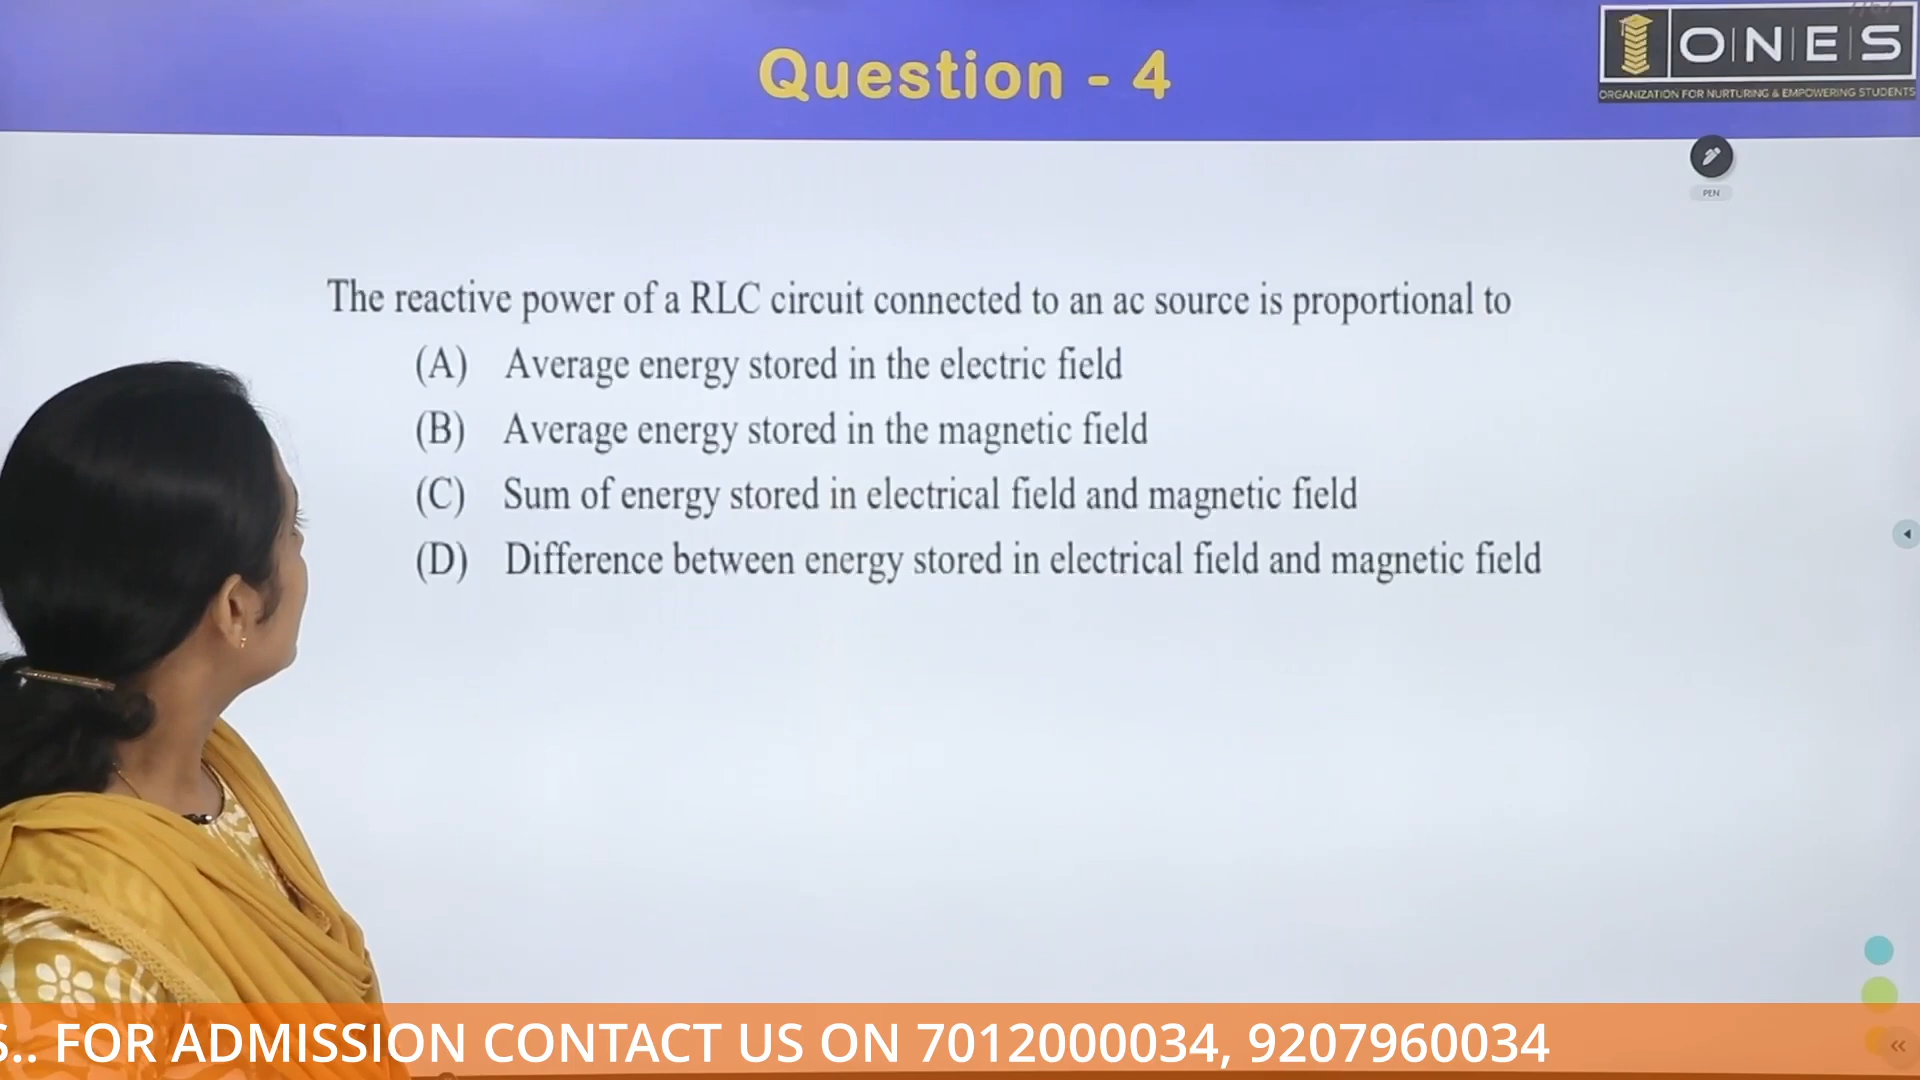 Question - 4
O|N|E|S
ORGANIZATION FOR NURTURING & EMPOWERING STUDENTS
PEN
The reactive power of a RLC circuit connected to an ac source is proportional to
(A) Average energy stored in the electric field
(B) Average energy stored in the magnetic field
(C) Sum of energy stored in electrical field and magnetic field
(D) Difference between energy stored in electrical field and magnetic field
S.. FOR ADMISSION CONTACT US ON 7012000034, 9207960034